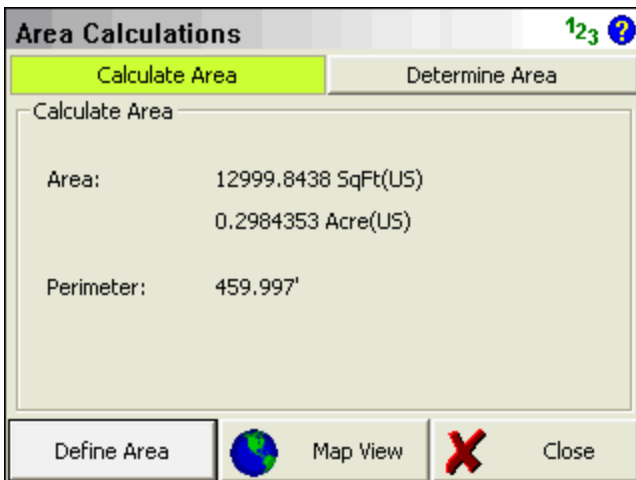 Area Calculations 123 ?
Calculate Area Determine Area
Calculate Area
Area: 12999.8438 SqFt(US)
0.2984353 Acre(US)
Perimeter: 459.997'
Define Area Map View Close